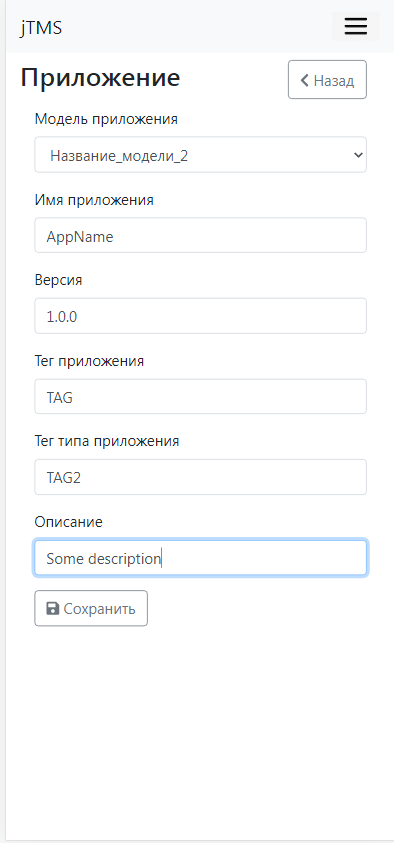 jTMS
Приложение
Назад
Модель приложения
Название_модели_2
Имя приложения
AppName
Версия
1.0.0
Тег приложения
TAG
Тег типа приложения
TAG2
Описание
Some description
Сохранить